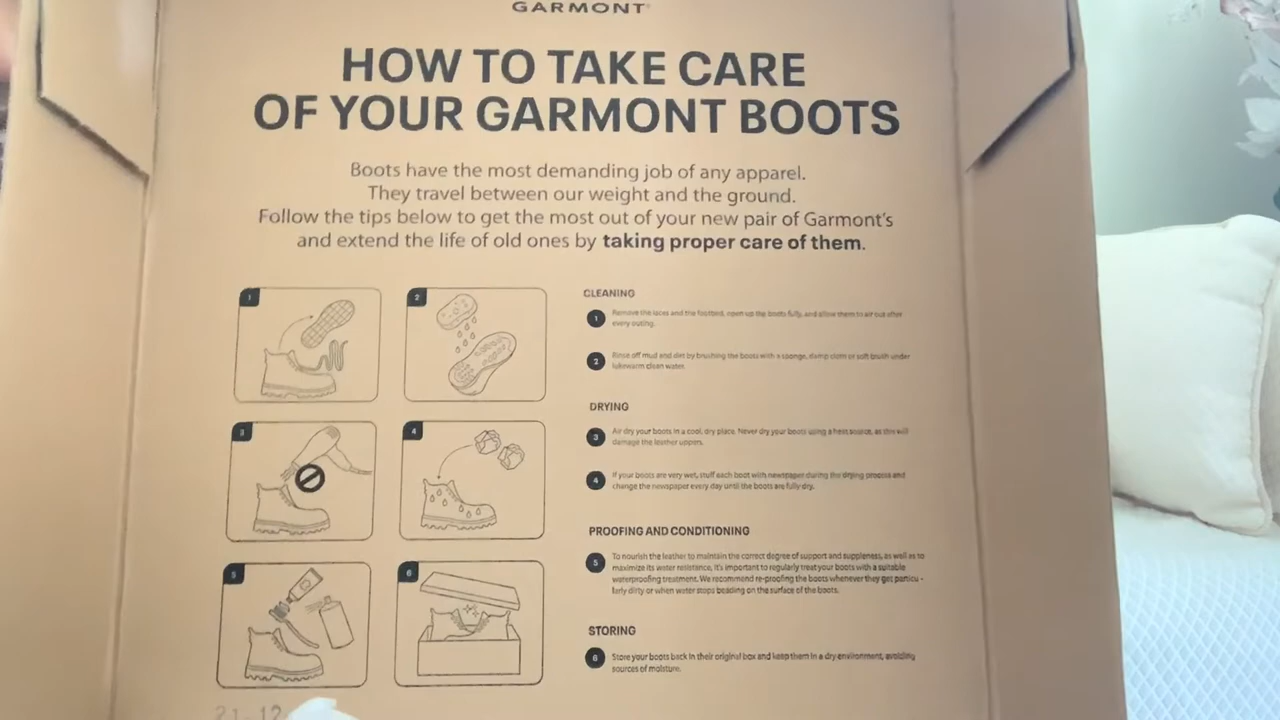 GARMONT
HOW TO TAKE CARE
OF YOUR GARMONT BOOTS
Boots have the most demanding job of any apparel.
They travel between our weight and the ground.
Follow the tips below to get the most out of your new pair of Garmont's
and extend the life of old ones by taking proper care of them.
1
2
3
4
5
6
CLEANING
1 Remove the laces and the footbed, open up the boots fully, and allow them to air out after
every outing.
2 Rinse off mud and dirt by brushing the boots with a sponge, damp cloth or soft brush under
lukewarm clean water.
DRYING
3 Air dry your boots in a cool, dry place. Never dry your boots using a heat source, as this will
damage the leather uppers.
4 If your boots are very wet, stuff each boot with newspaper during the drying process and
change the newspaper every day until the boots are fully dry.
PROOFING AND CONDITIONING
5 To nourish the leather to maintain the correct degree of support and suppleness, as well as to
maximize its water resistance, it's important to regularly treat your boots with a suitable
waterproofing treatment. We recommend re-proofing the boots whenever they get particu-
larly dirty or when water stops beading on the surface of the boots.
STORING
6 Store your boots back in their original box and keep them in a dry environment, avoiding
sources of moisture.
21-12